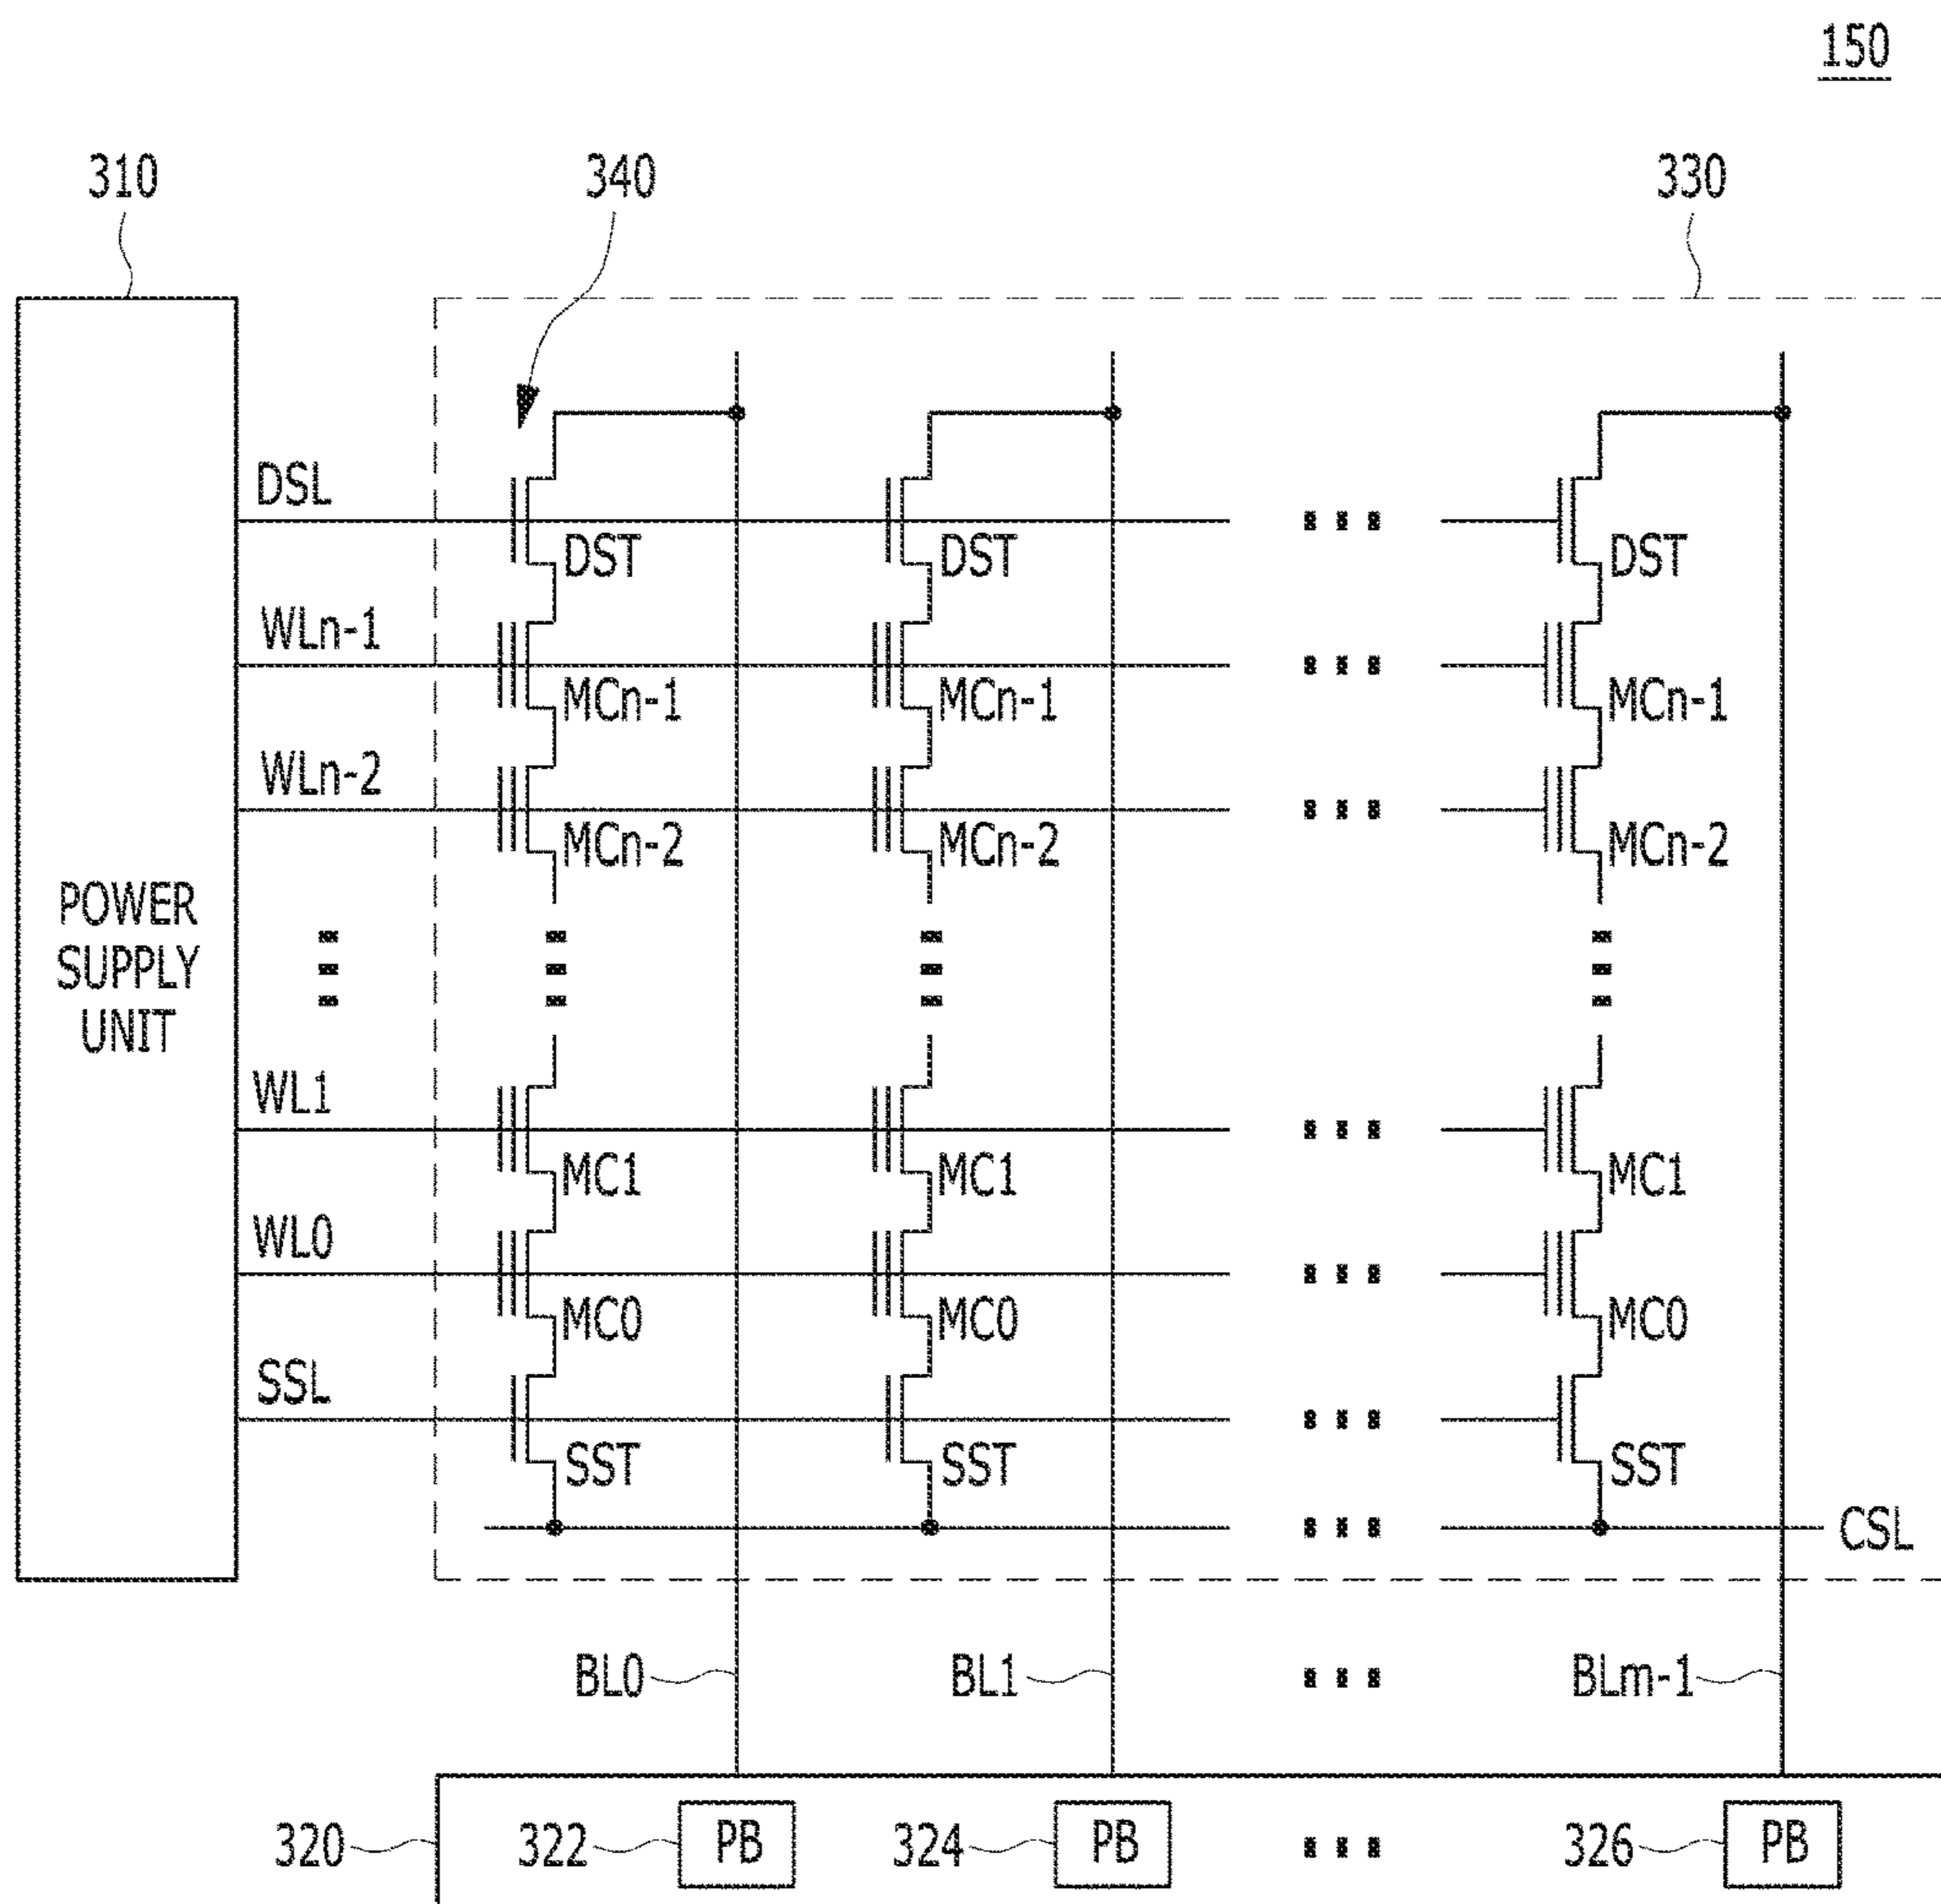 150
310 340 330
DSL
DST DST DST
WLn-1
MCn-1 MCn-1 MCn-1
WLn-2
MCn-2 MCn-2 MCn-2
POWER
SUPPLY
UNIT
WL1
MC1 MC1 MC1
WL0
MC0 MC0 MC0
SSL
SST SST SST
CSL
BL0 BL1 BLm-1
320 322 PB 324 PB 326 PB